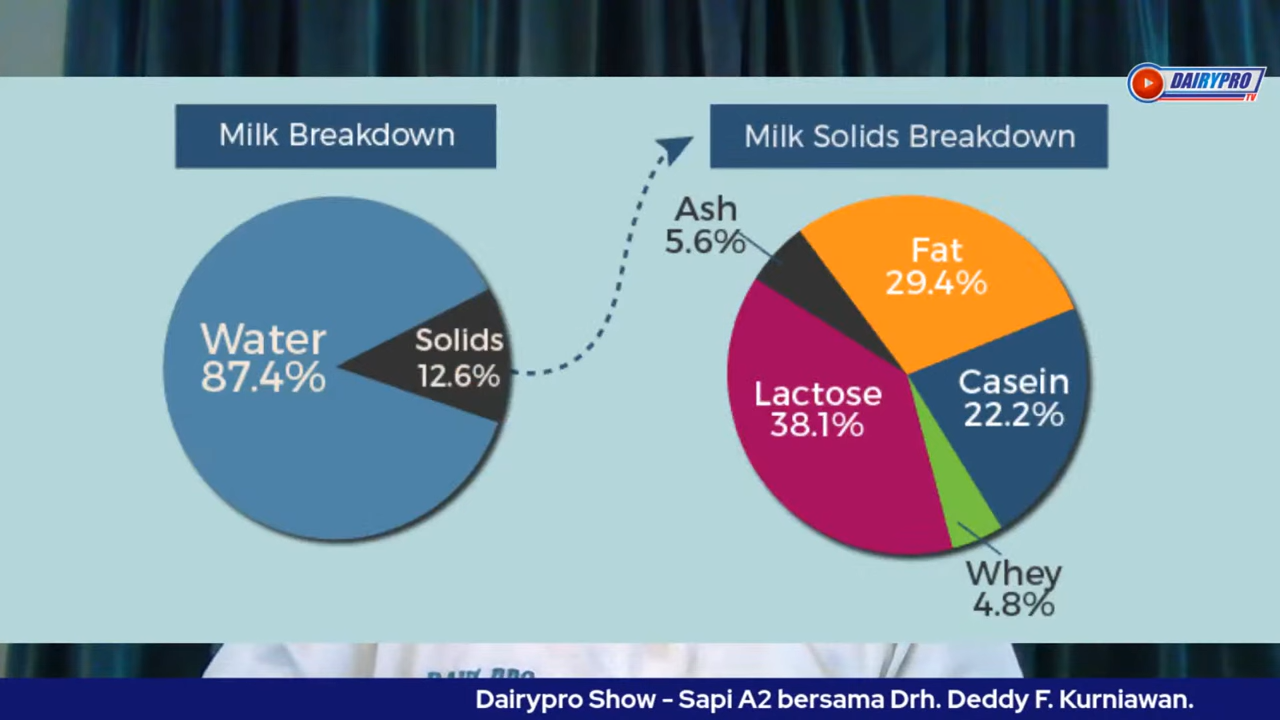 DAIRYPRO
TV
Milk Breakdown
Milk Solids Breakdown
Ash
5.6%
Fat
29.4%
Water
87.4%
Solids
12.6%
Casein
22.2%
Lactose
38.1%
Whey
4.8%
Dairypro Show - Sapi A2 bersama Drh. Deddy F. Kurniawan.